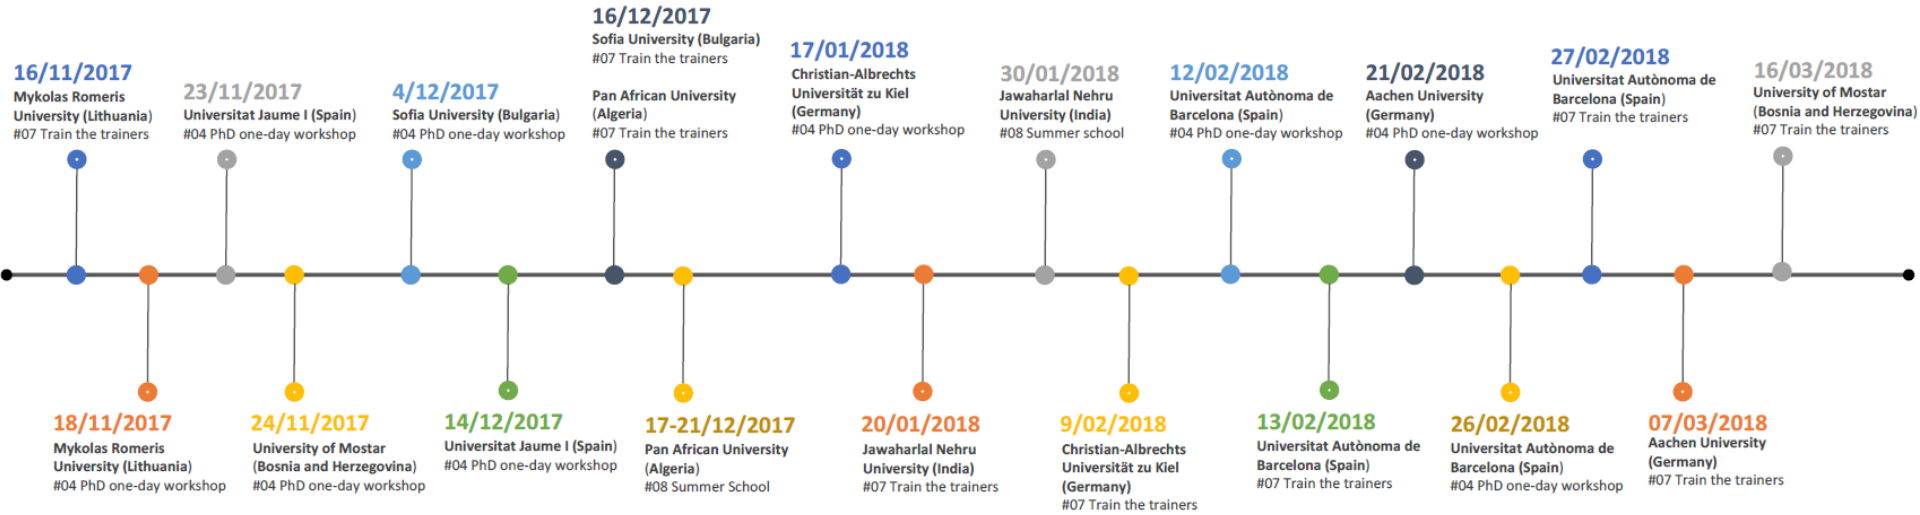 16/11/2017
Mykolas Romeris
University (Lithuania)
#07 Train the trainers
23/11/2017
Universitat Jaume I (Spain)
#04 PhD one-day workshop
4/12/2017
Sofia University (Bulgaria)
#04 PhD one-day workshop
16/12/2017
Sofia University (Bulgaria)
#07 Train the trainers
Pan African University
(Algeria)
#07 Train the trainers
17/01/2018
Christian-Albrechts
Universität zu Kiel
(Germany)
#04 PhD one-day workshop
30/01/2018
Jawaharlal Nehru
University (India)
#08 Summer school
12/02/2018
Universitat Autònoma de
Barcelona (Spain)
#04 PhD one-day workshop
21/02/2018
Aachen University
(Germany)
#04 PhD one-day workshop
27/02/2018
Universitat Autònoma de
Barcelona (Spain)
#07 Train the trainers
16/03/2018
University of Mostar
(Bosnia and Herzegovina)
#07 Train the trainers
18/11/2017
Mykolas Romeris
University (Lithuania)
#04 PhD one-day workshop
24/11/2017
University of Mostar
(Bosnia and Herzegovina)
#04 PhD one-day workshop
14/12/2017
Universitat Jaume I (Spain)
#04 PhD one-day workshop
17-21/12/2017
Pan African University
(Algeria)
#08 Summer School
20/01/2018
Jawaharlal Nehru
University (India)
#07 Train the trainers
9/02/2018
Christian-Albrechts
Universität zu Kiel
(Germany)
#07 Train the trainers
13/02/2018
Universitat Autònoma de
Barcelona (Spain)
#07 Train the trainers
26/02/2018
Universitat Autònoma de
Barcelona (Spain)
#04 PhD one-day workshop
07/03/2018
Aachen University
(Germany)
#07 Train the trainers